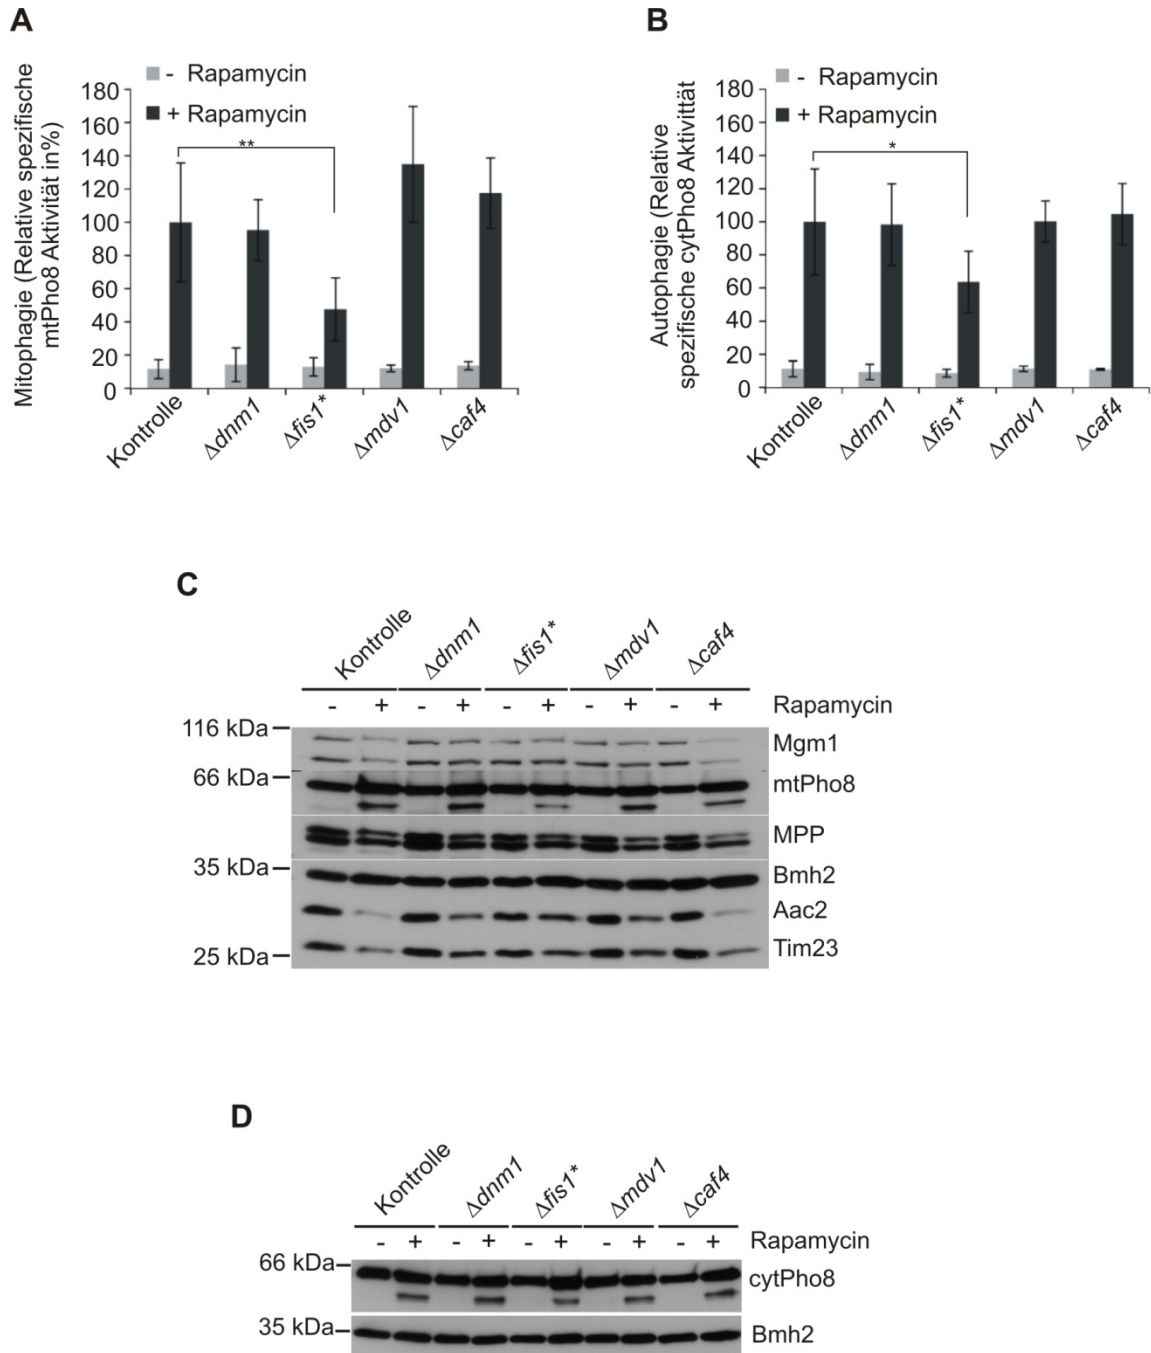 A
Mitophagie (Relative spezifische
mtPho8 Aktivität in%)
- Rapamycin
+ Rapamycin
180
160
140
120
100
80
60
40
20
0
**
Kontrolle
Δdnm1
Δfis1*
Δmdv1
Δcaf4
B
Autophagie (Relative
spezifische cytPho8 Aktivittät
- Rapamycin
+ Rapamycin
180
160
140
120
100
80
60
40
20
0
*
Kontrolle
Δdnm1
Δfis1*
Δmdv1
Δcaf4
C
Kontrolle Δdnm1 Δfis1* Δmdv1 Δcaf4
- + - + - + - + - + Rapamycin
116 kDa
Mgm1
66 kDa
mtPho8
MPP
35 kDa
Bmh2
Aac2
Tim23
25 kDa
D
Kontrolle Δdnm1 Δfis1* Δmdv1 Δcaf4
- + - + - + - + - + Rapamycin
66 kDa
cytPho8
35 kDa
Bmh2